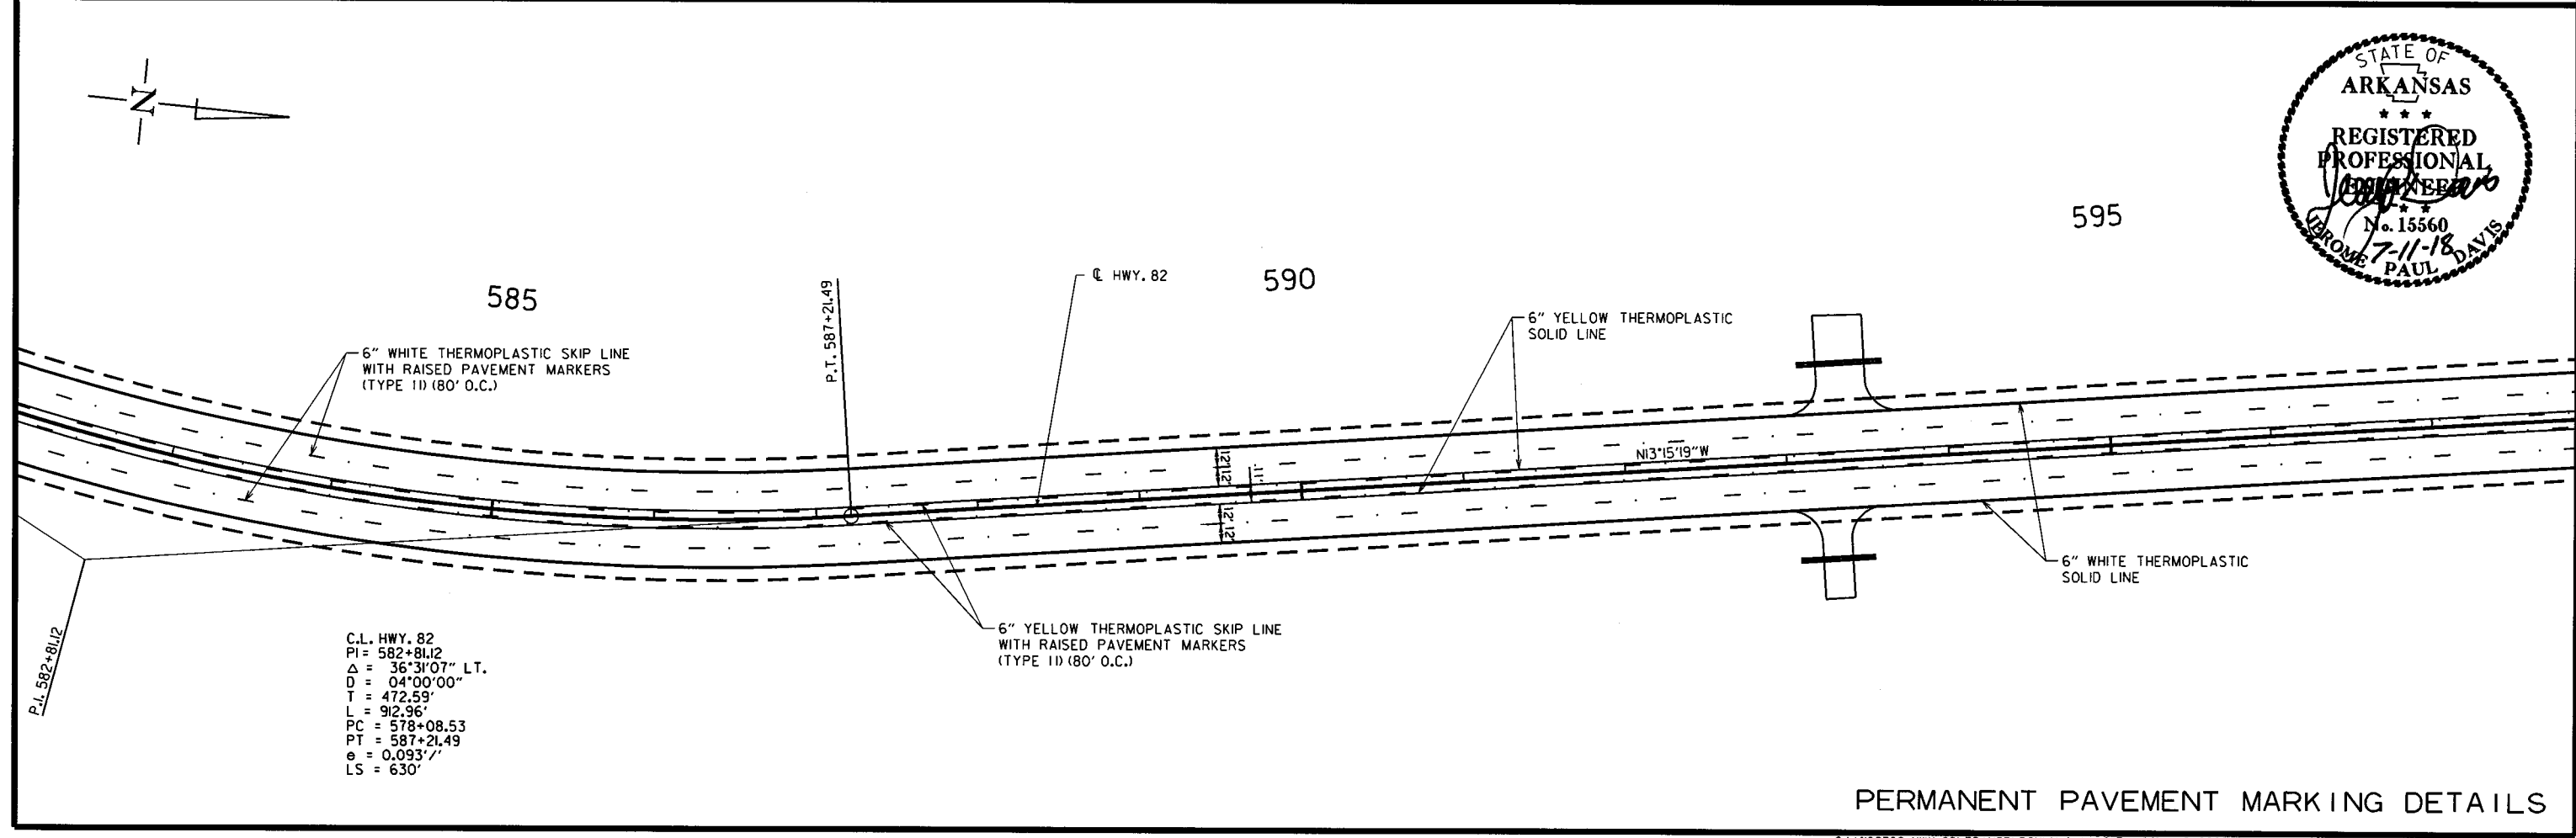 N
STATE OF
ARKANSAS
★ ★ ★
REGISTERED
PROFESSIONAL
ENGINEER
★ ★
No. 15560
7-11-18
JEROME PAUL DAVIS
595
590
585
℄ HWY. 82
P.T. 587+21.49
6" YELLOW THERMOPLASTIC
SOLID LINE
6" WHITE THERMOPLASTIC SKIP LINE
WITH RAISED PAVEMENT MARKERS
(TYPE II) (80' O.C.)
12' 12'
11'
12' 12'
N13°15'19"W
6" WHITE THERMOPLASTIC
SOLID LINE
6" YELLOW THERMOPLASTIC SKIP LINE
WITH RAISED PAVEMENT MARKERS
(TYPE II) (80' O.C.)
P.I. 582+81.12
C.L. HWY. 82
PI = 582+81.12
Δ = 36°31'07" LT.
D = 04°00'00"
T = 472.59'
L = 912.96'
PC = 578+08.53
PT = 587+21.49
e = 0.093'/'
LS = 630'
PERMANENT PAVEMENT MARKING DETAILS